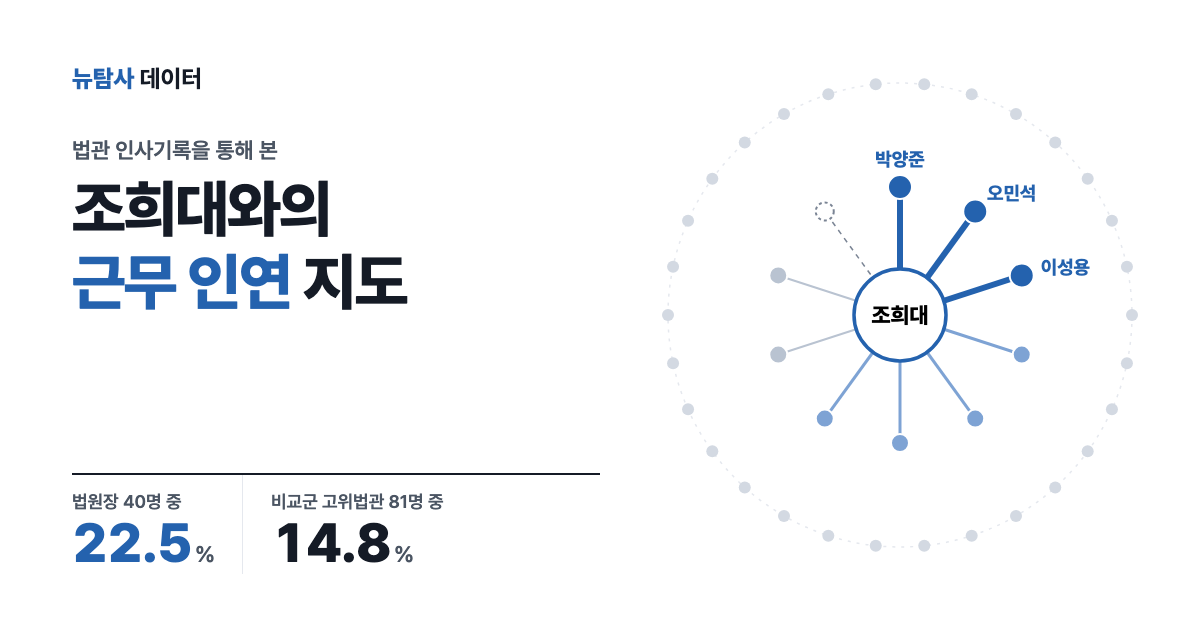 뉴탐사 데이터
법관 인사기록을 통해 본
조희대와의
근무 인연 지도
법원장 40명 중
22.5%
비교군 고위법관 81명 중
14.8%
박양준
오민석
이성용
조희대